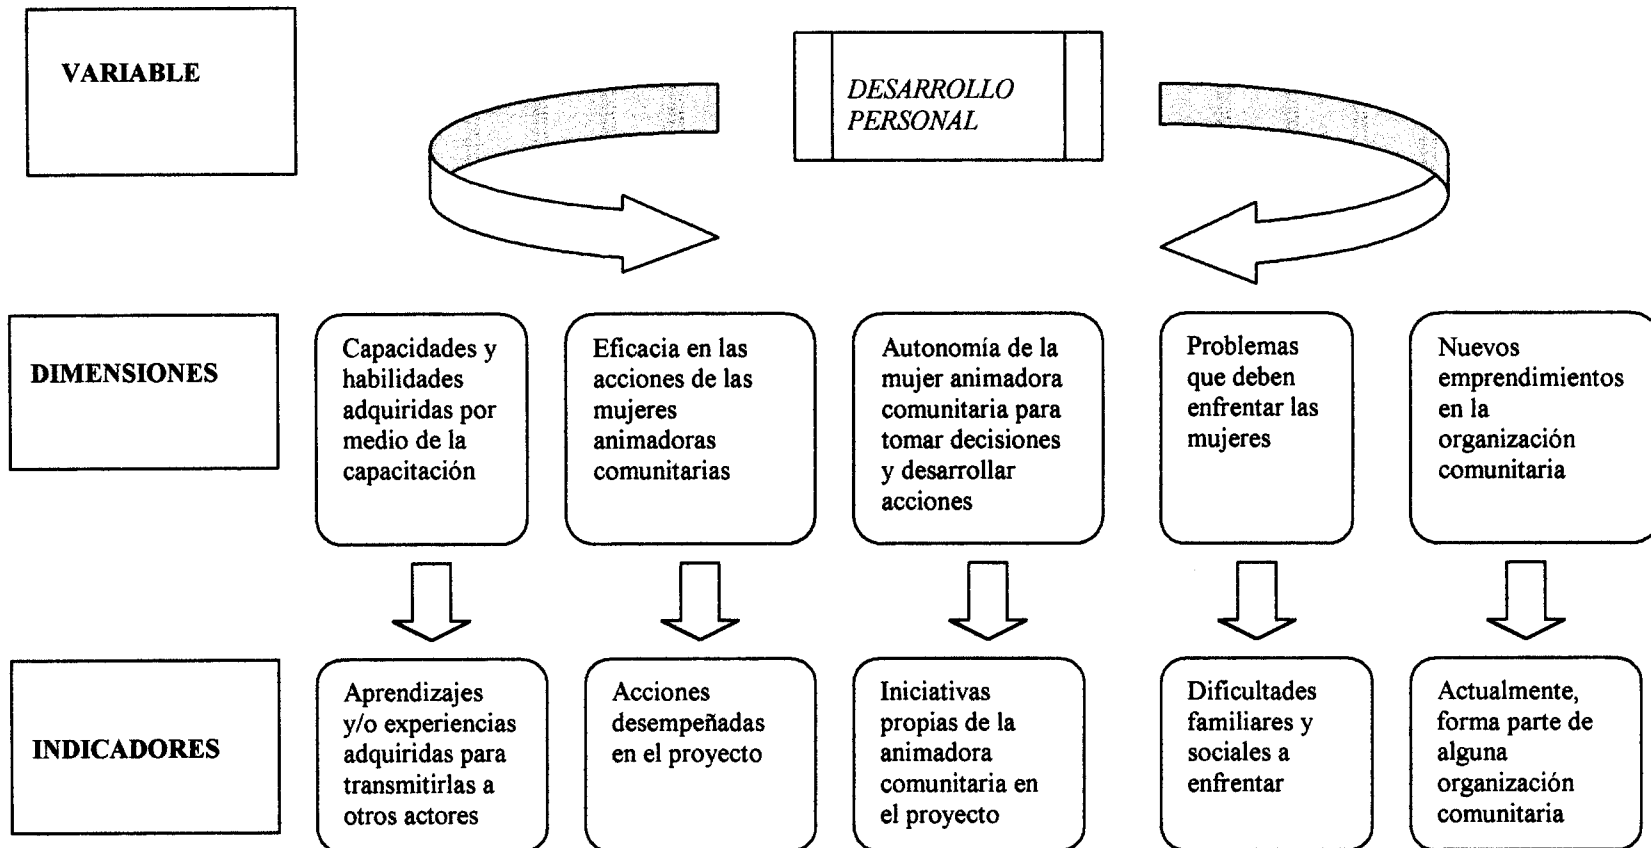 VARIABLE
DESARROLLO
PERSONAL
DIMENSIONES
Capacidades y
habilidades
adquiridas por
medio de la
capacitación
Eficacia en las
acciones de las
mujeres
animadoras
comunitarias
Autonomía de la
mujer animadora
comunitaria para
tomar decisiones
y desarrollar
acciones
Problemas
que deben
enfrentar las
mujeres
Nuevos
emprendimientos
en la
organización
comunitaria
INDICADORES
Aprendizajes
y/o experiencias
adquiridas para
transmitirlas a
otros actores
Acciones
desempeñadas
en el proyecto
Iniciativas
propias de la
animadora
comunitaria en
el proyecto
Dificultades
familiares y
sociales a
enfrentar
Actualmente,
forma parte de
alguna
organización
comunitaria